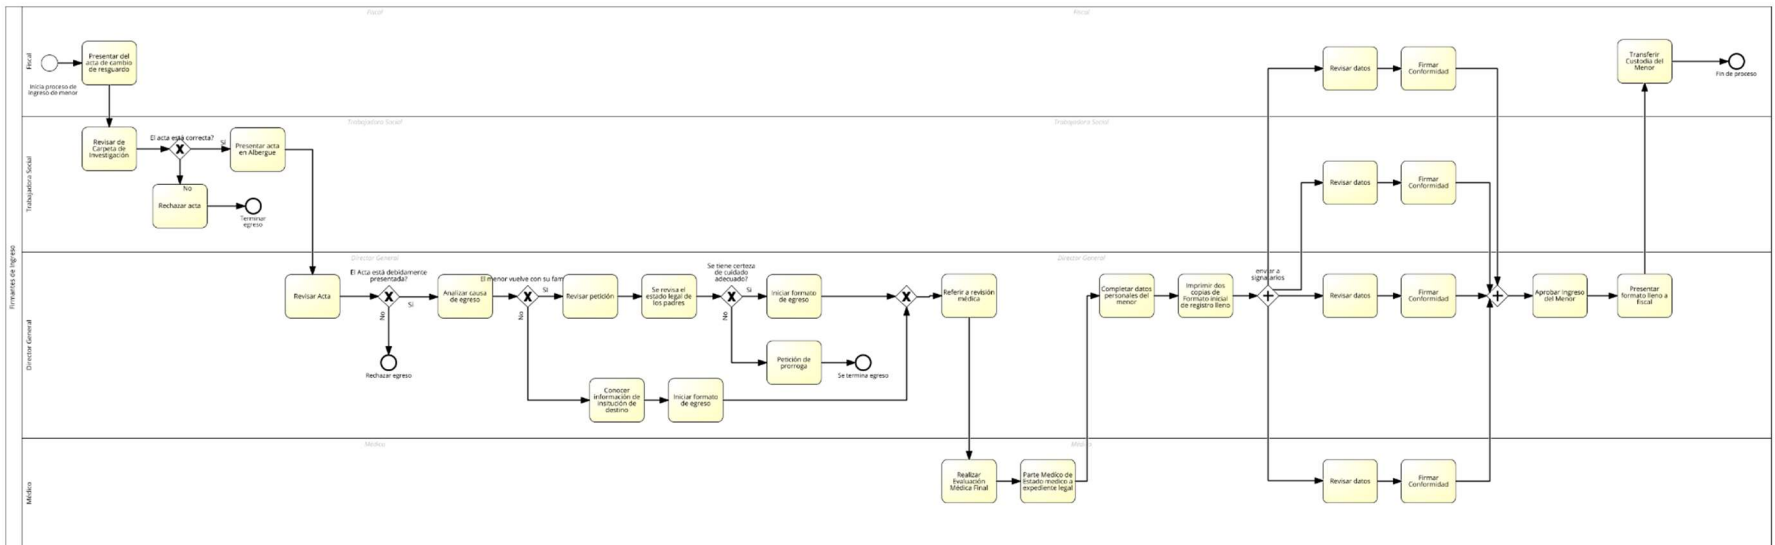 Fiscal
Fiscal
Firmantes de Ingreso
Fiscal
Inicia proceso de
ingreso de menor
Presentar del
acta de cambio
de resguardo
Revisar datos
Firmar
Conformidad
Transferir
Custodia del
Menor
Fin de proceso
Trabajadora Social
Trabajadora Social
Trabajadora Social
Revisar de
Carpeta de
Investigación
El acta está correcta?
Si
Presentar acta
en Albergue
No
Rechazar acta
Terminar
egreso
Revisar datos
Firmar
Conformidad
Director General
Director General
Director General
Revisar Acta
El Acta está debidamente
presentada?
Si
No
Rechazar egreso
Analizar causa
de egreso
El menor vuelve con su fam
Si
No
Revisar petición
Se revisa el
estado legal de
los padres
Se tiene certeza
de cuidado
adecuado?
Si
No
Iniciar formato
de egreso
Petición de
prorroga
Se termina egreso
Conocer
información de
insitución de
destino
Iniciar formato
de egreso
Referir a revisión
médica
Completar datos
personales del
menor
Imprimir dos
copias de
Formato inicial
de registro lleno
enviar a
signatarios
Revisar datos
Firmar
Conformidad
Aprobar Ingreso
del Menor
Presentar
formato lleno a
Fiscal
Médico
Médico
Médico
Realizar
Evaluación
Médica Final
Parte Medíco de
Estado medico a
expediente legal
Revisar datos
Firmar
Conformidad